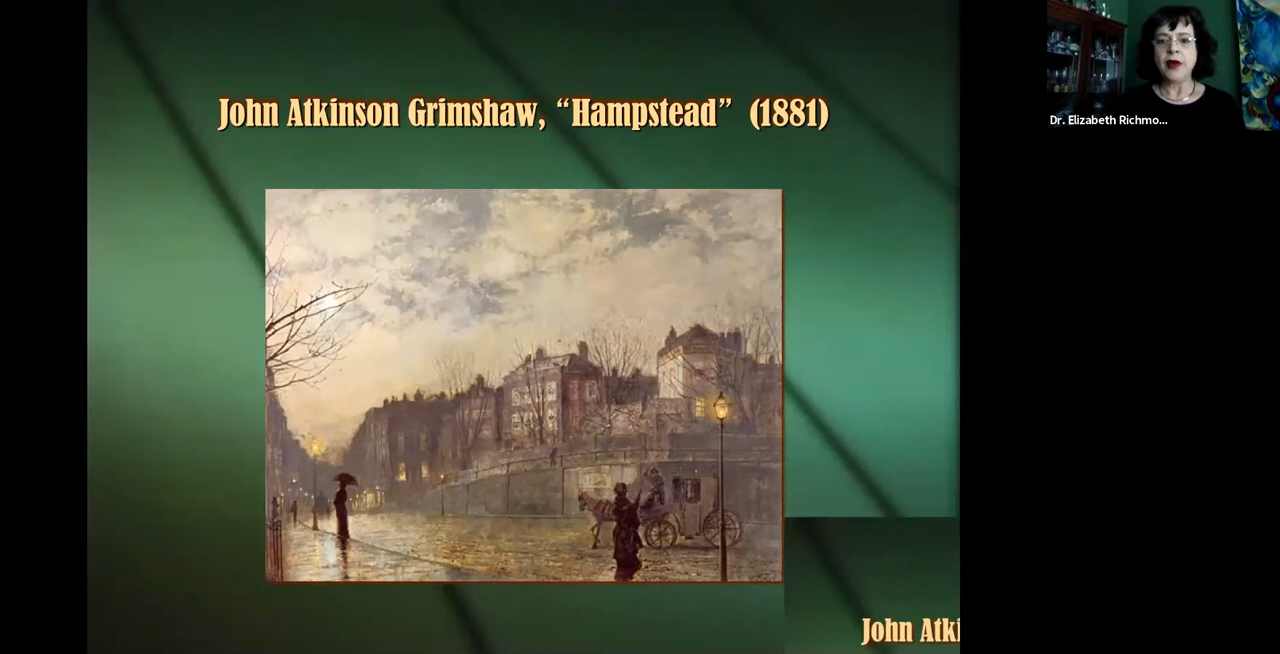 John Atkinson Grimshaw, “Hampstead” (1881)
Dr. Elizabeth Richmo...
John Atki